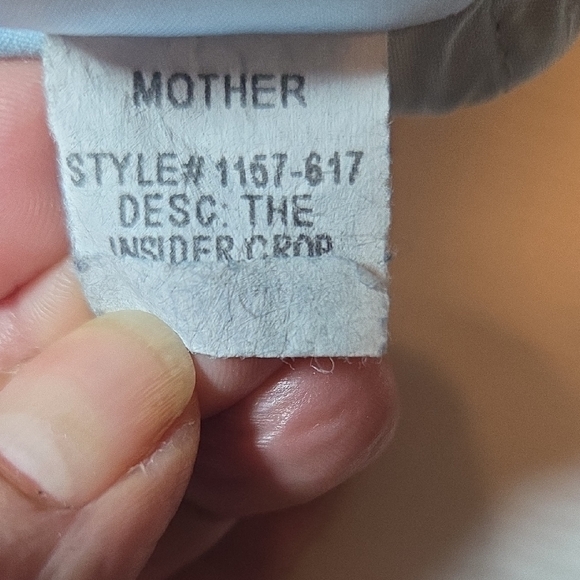 MOTHER
STYLE# 1157-617
DESC: THE
INSIDER CROP